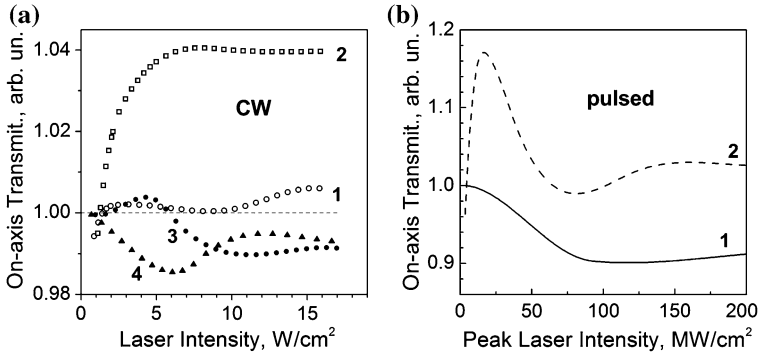 (a)
On-axis Transmit., arb. un.
1.04
1.02
1.00
0.98
CW
2
1
3
4
0
5
10
15
Laser Intensity, W/cm²
(b)
On-axis Transmit., arb. un.
1.2
1.1
1.0
0.9
pulsed
2
1
0
50
100
150
200
Peak Laser Intensity, MW/cm²